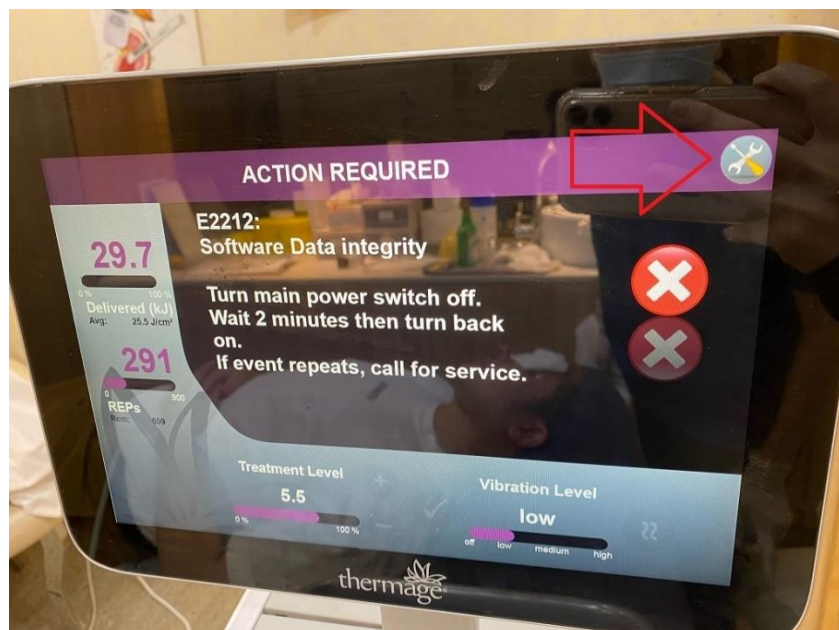 ACTION REQUIRED
E2212:
Software Data integrity
Turn main power switch off.
Wait 2 minutes then turn back
on.
If event repeats, call for service.
29.7
0 % 100 %
Delivered (kJ)
Avg: 25.5 J/cm²
291
0 900
REPs
Rem: 609
Treatment Level
5.5
0 % 100 %
Vibration Level
low
off low medium high
thermage®